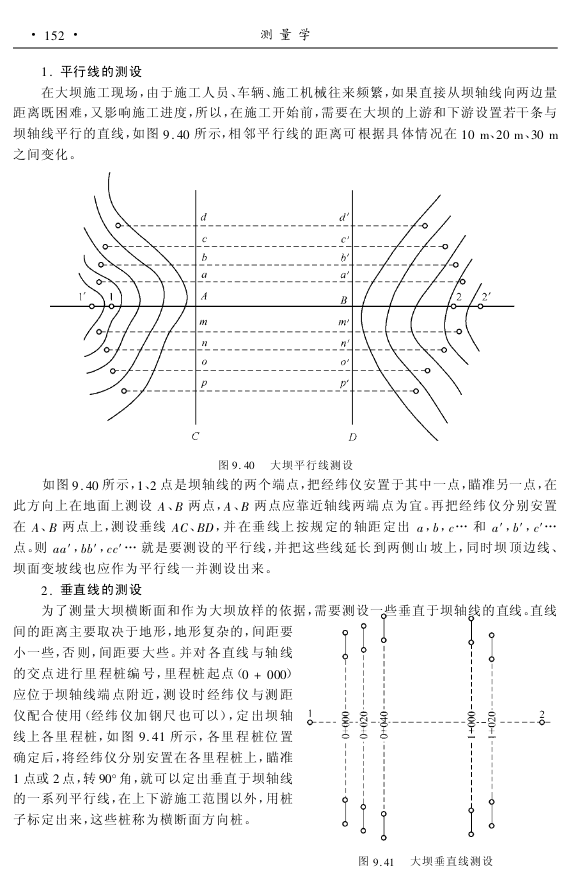 · 152 ·
测 量 学
1. 平行线的测设
在大坝施工现场,由于施工人员、车辆、施工机械往来频繁,如果直接从坝轴线向两边量
距离既困难,又影响施工进度,所以,在施工开始前,需要在大坝的上游和下游设置若干条与
坝轴线平行的直线,如图 9.40 所示,相邻平行线的距离可根据具体情况在 10 m、20 m、30 m
之间变化。
d d′
c c′
b b′
a a′
1′ 1 A B 2 2′
m m′
n n′
o o′
p p′
C D
图 9.40 大坝平行线测设
如图 9.40 所示,1、2 点是坝轴线的两个端点,把经纬仪安置于其中一点,瞄准另一点,在
此方向上在地面上测设 A、B 两点,A、B 两点应靠近轴线两端点为宜。再把经纬仪分别安置
在 A、B 两点上,测设垂线 AC、BD,并在垂线上按规定的轴距定出 a,b,c… 和 a′,b′,c′…
点。则 aa′,bb′,cc′… 就是要测设的平行线,并把这些线延长到两侧山坡上,同时坝顶边线、
坝面变坡线也应作为平行线一并测设出来。
2. 垂直线的测设
为了测量大坝横断面和作为大坝放样的依据,需要测设一些垂直于坝轴线的直线。直线
间的距离主要取决于地形,地形复杂的,间距要
小一些,否则,间距要大些。并对各直线与轴线
的交点进行里程桩编号,里程桩起点(0 + 000)
应位于坝轴线端点附近,测设时经纬仪与测距
仪配合使用(经纬仪加钢尺也可以),定出坝轴
线上各里程桩,如图 9.41 所示,各里程桩位置
确定后,将经纬仪分别安置在各里程桩上,瞄准
1 点或 2 点,转 90° 角,就可以定出垂直于坝轴线
的一系列平行线,在上下游施工范围以外,用桩
子标定出来,这些桩称为横断面方向桩。
1 0+000 0+020 0+040 1+000 1+020 2
图 9.41 大坝垂直线测设